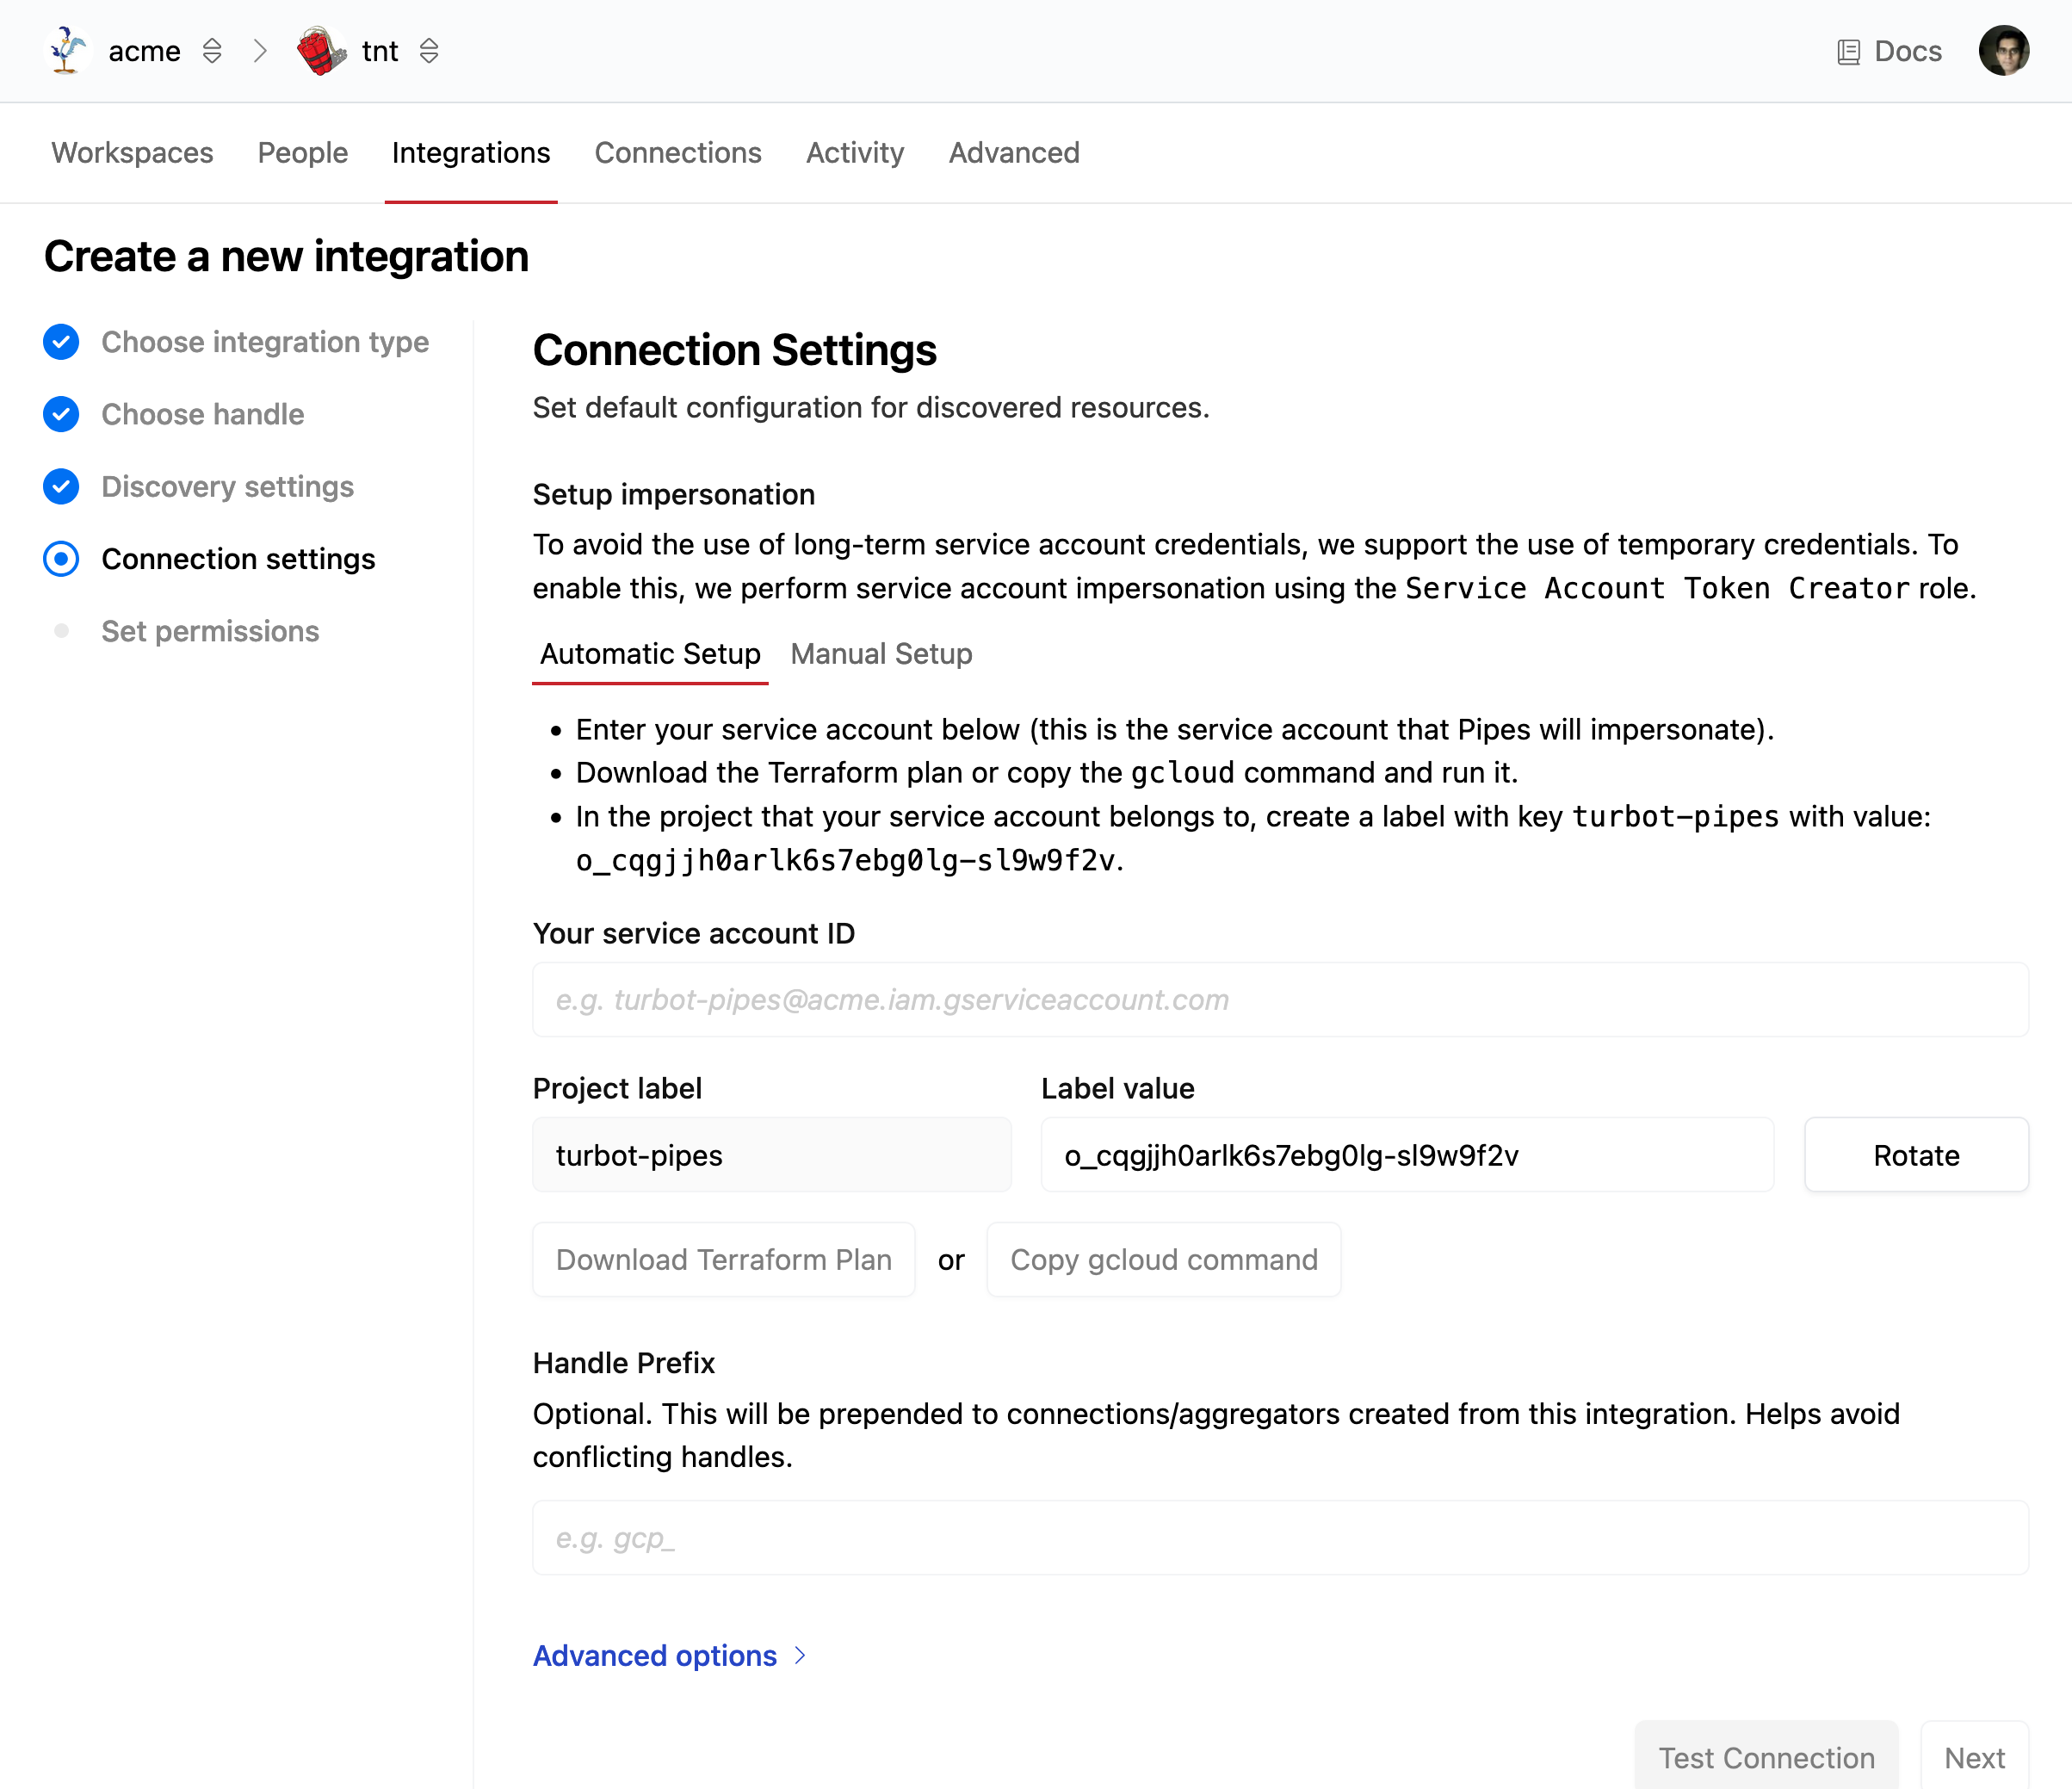 acme
tnt
Docs
Workspaces People Integrations Connections Activity Advanced
Create a new integration
Choose integration type
Choose handle
Discovery settings
Connection settings
Set permissions
Connection Settings
Set default configuration for discovered resources.
Setup impersonation
To avoid the use of long-term service account credentials, we support the use of temporary credentials. To
enable this, we perform service account impersonation using the Service Account Token Creator role.
Automatic Setup Manual Setup
• Enter your service account below (this is the service account that Pipes will impersonate).
• Download the Terraform plan or copy the gcloud command and run it.
• In the project that your service account belongs to, create a label with key turbot-pipes with value:
o_cqgjjh0arlk6s7ebg0lg-sl9w9f2v.
Your service account ID
e.g. turbot-pipes@acme.iam.gserviceaccount.com
Project label Label value
turbot-pipes o_cqgjjh0arlk6s7ebg0lg-sl9w9f2v Rotate
Download Terraform Plan or Copy gcloud command
Handle Prefix
Optional. This will be prepended to connections/aggregators created from this integration. Helps avoid
conflicting handles.
e.g. gcp_
Advanced options
Test Connection Next